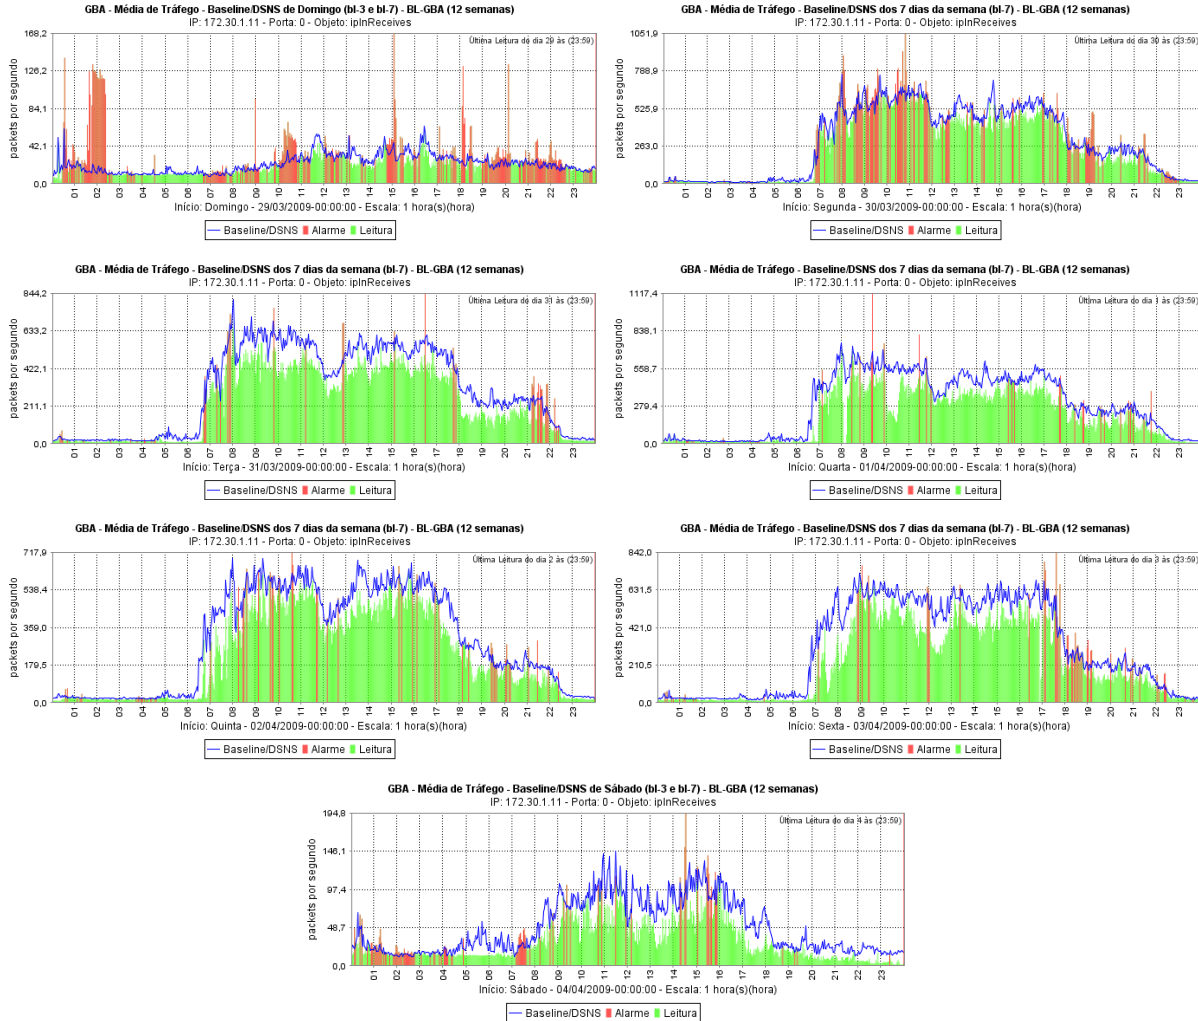 GBA - Média de Tráfego - Baseline/DSNS de Domingo (bl-3 e bl-7) - BL-GBA (12 semanas)
IP: 172.30.1.11 - Porta: 0 - Objeto: ipInReceives
Última Leitura do dia 29 às (23:59)
packets por segundo
168,2
126,2
84,1
42,1
0,0
01 02 03 04 05 06 07 08 09 10 11 12 13 14 15 16 17 18 19 20 21 22 23
Início: Domingo - 29/03/2009-00:00:00 - Escala: 1 hora(s)(hora)
Baseline/DSNS Alarme Leitura
GBA - Média de Tráfego - Baseline/DSNS dos 7 dias da semana (bl-7) - BL-GBA (12 semanas)
IP: 172.30.1.11 - Porta: 0 - Objeto: ipInReceives
Última Leitura do dia 30 às (23:59)
packets por segundo
1051,9
788,9
525,9
263,0
0,0
01 02 03 04 05 06 07 08 09 10 11 12 13 14 15 16 17 18 19 20 21 22 23
Início: Segunda - 30/03/2009-00:00:00 - Escala: 1 hora(s)(hora)
Baseline/DSNS Alarme Leitura
GBA - Média de Tráfego - Baseline/DSNS dos 7 dias da semana (bl-7) - BL-GBA (12 semanas)
IP: 172.30.1.11 - Porta: 0 - Objeto: ipInReceives
Última Leitura do dia 31 às (23:59)
packets por segundo
844,2
633,2
422,1
211,1
0,0
01 02 03 04 05 06 07 08 09 10 11 12 13 14 15 16 17 18 19 20 21 22 23
Início: Terça - 31/03/2009-00:00:00 - Escala: 1 hora(s)(hora)
Baseline/DSNS Alarme Leitura
GBA - Média de Tráfego - Baseline/DSNS dos 7 dias da semana (bl-7) - BL-GBA (12 semanas)
IP: 172.30.1.11 - Porta: 0 - Objeto: ipInReceives
Última Leitura do dia 1 às (23:59)
packets por segundo
1117,4
838,1
558,7
279,4
0,0
01 02 03 04 05 06 07 08 09 10 11 12 13 14 15 16 17 18 19 20 21 22 23
Início: Quarta - 01/04/2009-00:00:00 - Escala: 1 hora(s)(hora)
Baseline/DSNS Alarme Leitura
GBA - Média de Tráfego - Baseline/DSNS dos 7 dias da semana (bl-7) - BL-GBA (12 semanas)
IP: 172.30.1.11 - Porta: 0 - Objeto: ipInReceives
Última Leitura do dia 2 às (23:59)
packets por segundo
717,9
538,4
359,0
179,5
0,0
01 02 03 04 05 06 07 08 09 10 11 12 13 14 15 16 17 18 19 20 21 22 23
Início: Quinta - 02/04/2009-00:00:00 - Escala: 1 hora(s)(hora)
Baseline/DSNS Alarme Leitura
GBA - Média de Tráfego - Baseline/DSNS dos 7 dias da semana (bl-7) - BL-GBA (12 semanas)
IP: 172.30.1.11 - Porta: 0 - Objeto: ipInReceives
Última Leitura do dia 3 às (23:59)
packets por segundo
842,0
631,5
421,0
210,5
0,0
01 02 03 04 05 06 07 08 09 10 11 12 13 14 15 16 17 18 19 20 21 22 23
Início: Sexta - 03/04/2009-00:00:00 - Escala: 1 hora(s)(hora)
Baseline/DSNS Alarme Leitura
GBA - Média de Tráfego - Baseline/DSNS de Sábado (bl-3 e bl-7) - BL-GBA (12 semanas)
IP: 172.30.1.11 - Porta: 0 - Objeto: ipInReceives
Última Leitura do dia 4 às (23:59)
packets por segundo
194,8
146,1
97,4
48,7
0,0
01 02 03 04 05 06 07 08 09 10 11 12 13 14 15 16 17 18 19 20 21 22 23
Início: Sábado - 04/04/2009-00:00:00 - Escala: 1 hora(s)(hora)
Baseline/DSNS Alarme Leitura